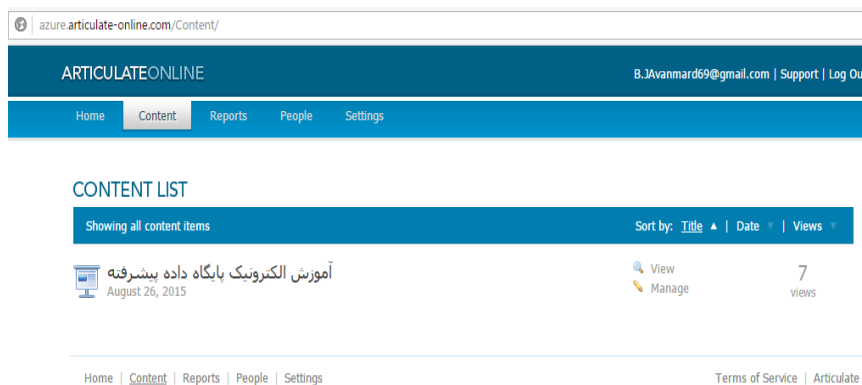 azure.articulate-online.com/Content/
ARTICULATEONLINE B.JAvanmard69@gmail.com | Support | Log Ou
Home Content Reports People Settings
CONTENT LIST
Showing all content items Sort by: Title ▲ | Date ▼ | Views ▼
آموزش الکترونیک پایگاه داده پیشرفته View 7
August 26, 2015 Manage views
Home | Content | Reports | People | Settings Terms of Service | Articulate